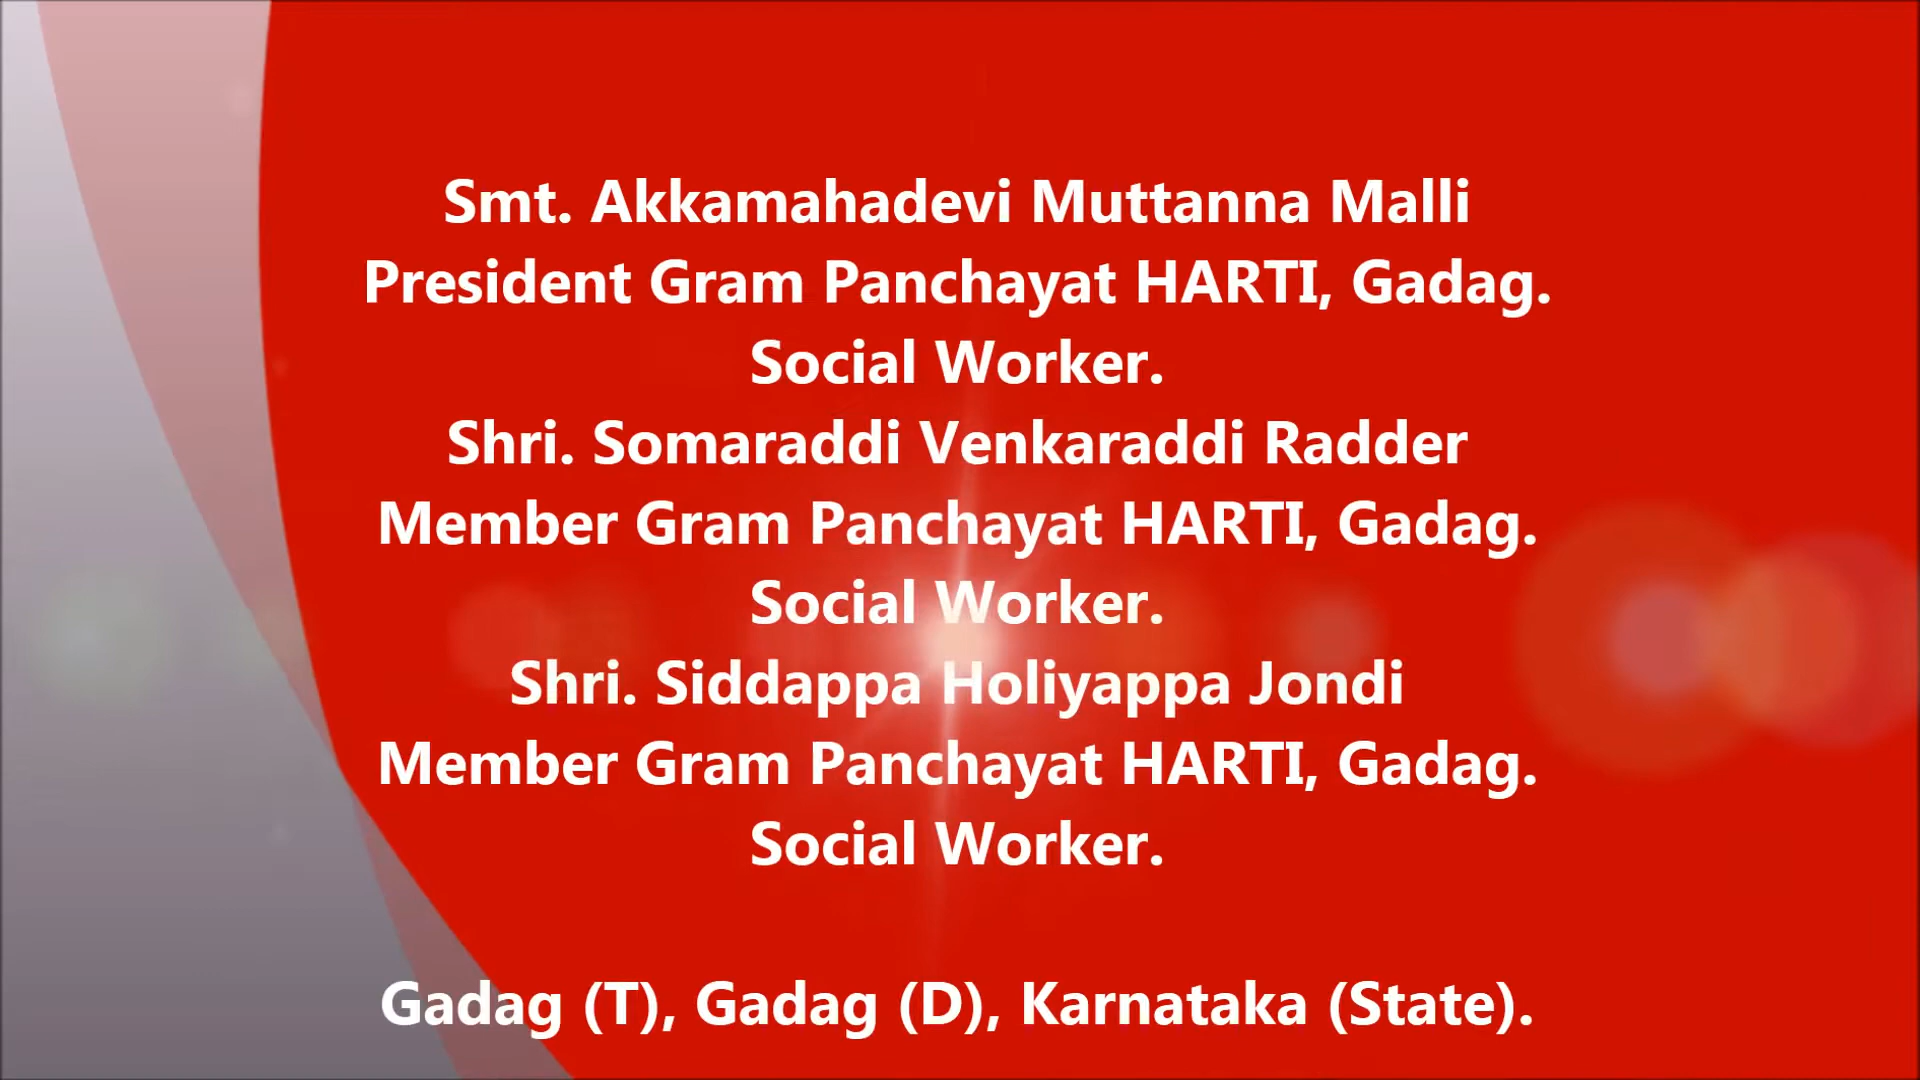 Smt. Akkamahadevi Muttanna Malli
President Gram Panchayat HARTI, Gadag.
Social Worker.
Shri. Somaraddi Venkaraddi Radder
Member Gram Panchayat HARTI, Gadag.
Social Worker.
Shri. Siddappa Holiyappa Jondi
Member Gram Panchayat HARTI, Gadag.
Social Worker.
Gadag (T), Gadag (D), Karnataka (State).